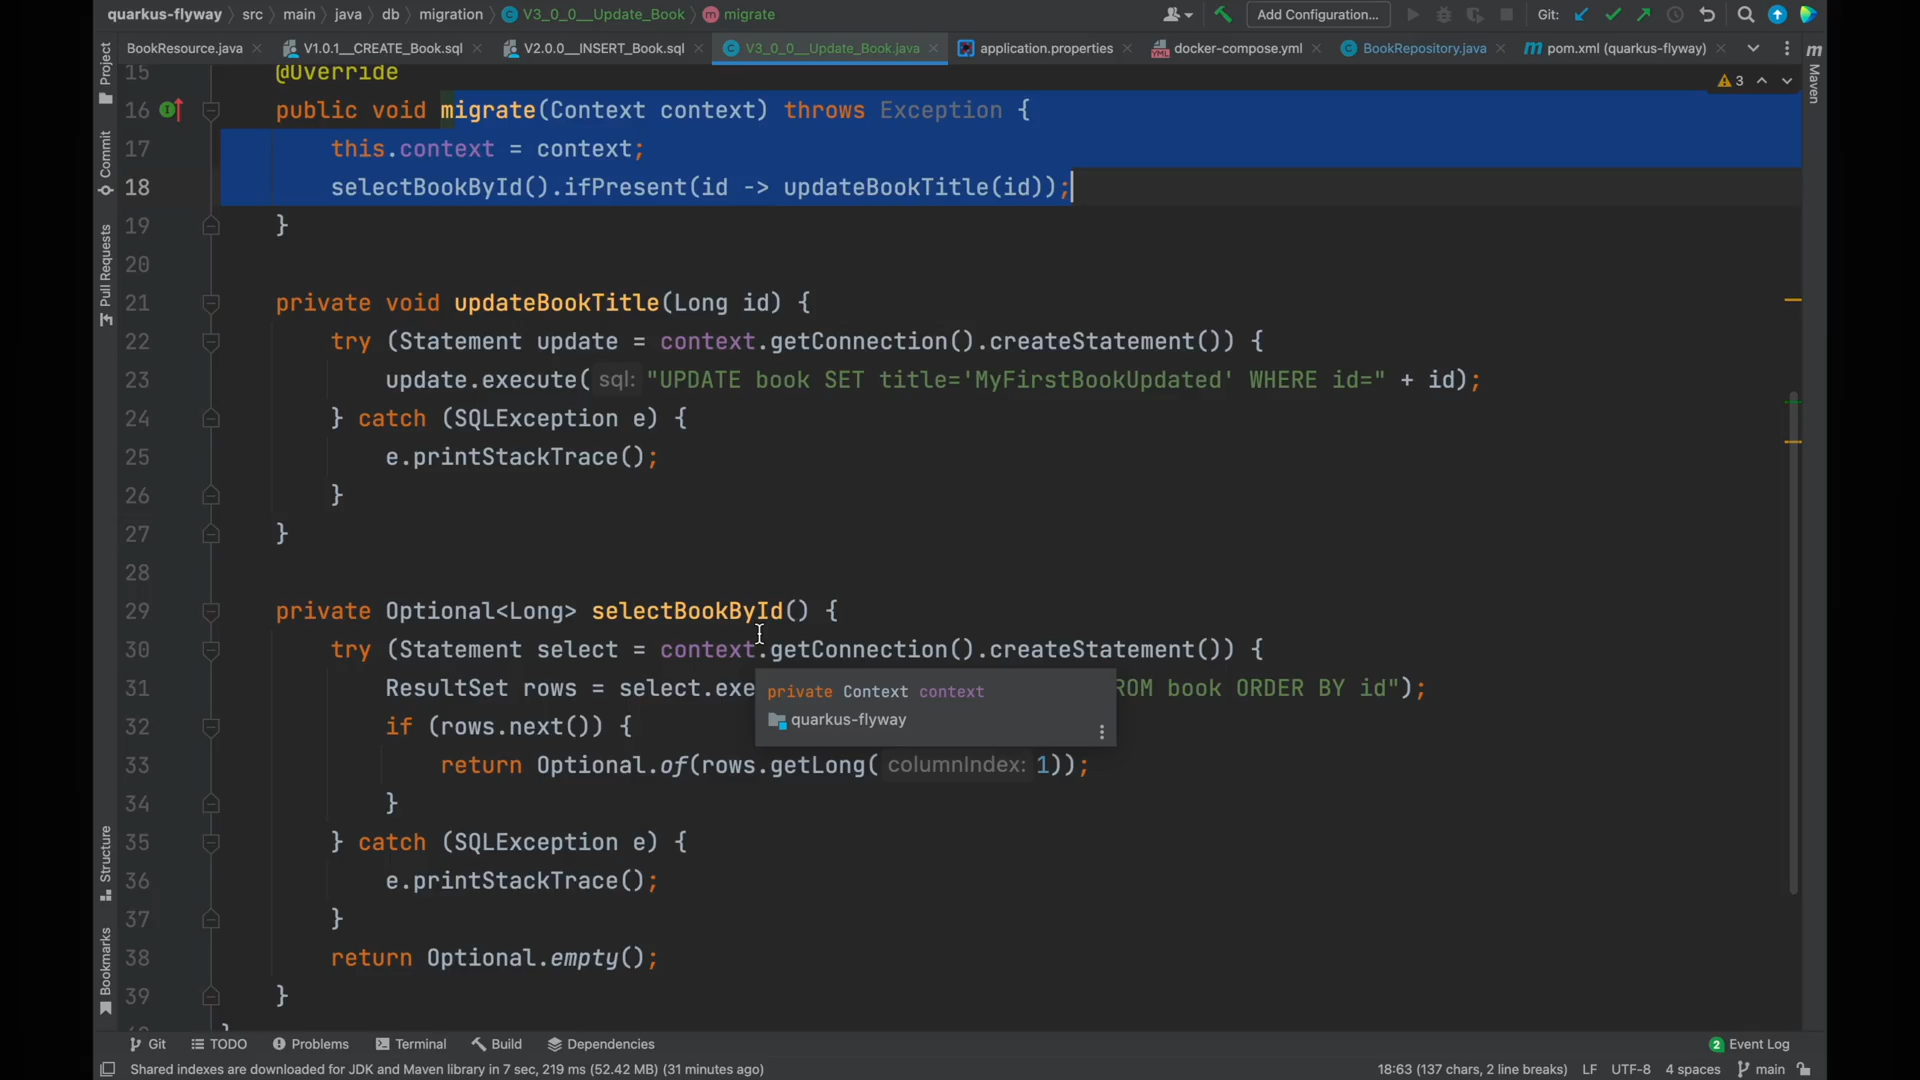 quarkus-flyway src main java db migration V3_0_0__Update_Book migrate Add Configuration... Git:
BookResource.java V1.0.1__CREATE_Book.sql V2.0.0__INSERT_Book.sql V3_0_0__Update_Book.java application.properties docker-compose.yml BookRepository.java pom.xml (quarkus-flyway)
Project
Commit
Pull Requests
Structure
Bookmarks
Maven
3
15 @Override
16 public void migrate(Context context) throws Exception {
17 this.context = context;
18 selectBookById().ifPresent(id -> updateBookTitle(id));
19 }
20
21 private void updateBookTitle(Long id) {
22 try (Statement update = context.getConnection().createStatement()) {
23 update.execute( sql: "UPDATE book SET title='MyFirstBookUpdated' WHERE id=" + id);
24 } catch (SQLException e) {
25 e.printStackTrace();
26 }
27 }
28
29 private Optional<Long> selectBookById() {
30 try (Statement select = context.getConnection().createStatement()) {
31 ResultSet rows = select.exe ROM book ORDER BY id");
private Context context
quarkus-flyway
32 if (rows.next()) {
33 return Optional.of(rows.getLong( columnIndex: 1));
34 }
35 } catch (SQLException e) {
36 e.printStackTrace();
37 }
38 return Optional.empty();
39 }
Git TODO Problems Terminal Build Dependencies 2 Event Log
Shared indexes are downloaded for JDK and Maven library in 7 sec, 219 ms (52.42 MB) (31 minutes ago) 18:63 (137 chars, 2 line breaks) LF UTF-8 4 spaces main